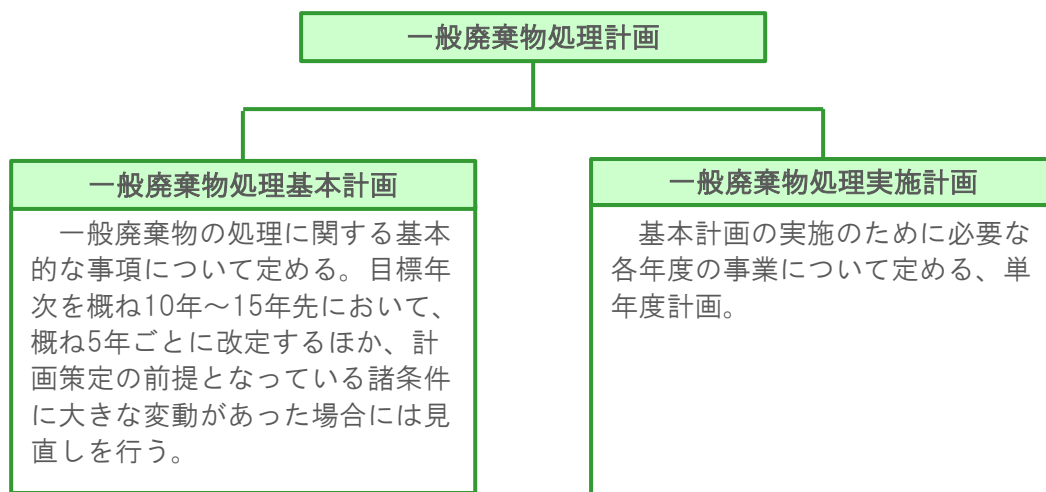 一般廃棄物処理計画
一般廃棄物処理基本計画
一般廃棄物の処理に関する基本
的な事項について定める。目標年
次を概ね10年～15年先において、
概ね5年ごとに改定するほか、計
画策定の前提となっている諸条件
に大きな変動があった場合には見
直しを行う。
一般廃棄物処理実施計画
基本計画の実施のために必要な
各年度の事業について定める、単
年度計画。